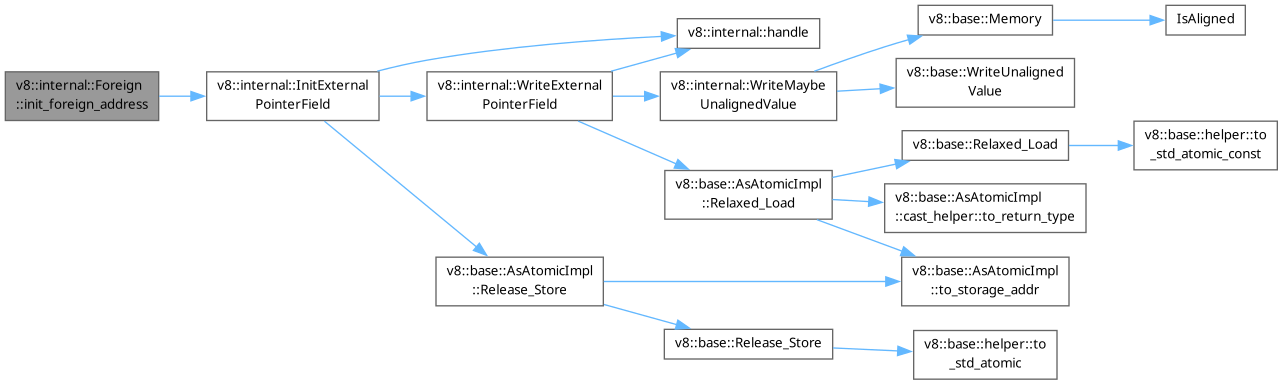 v8::internal::Foreign
::init_foreign_address
v8::internal::InitExternal
PointerField
v8::internal::handle
v8::internal::WriteExternal
PointerField
v8::internal::WriteMaybe
UnalignedValue
v8::base::Memory
IsAligned
v8::base::WriteUnaligned
Value
v8::base::AsAtomicImpl
::Relaxed_Load
v8::base::Relaxed_Load
v8::base::helper::to
_std_atomic_const
v8::base::AsAtomicImpl
::cast_helper::to_return_type
v8::base::AsAtomicImpl
::to_storage_addr
v8::base::AsAtomicImpl
::Release_Store
v8::base::Release_Store
v8::base::helper::to
_std_atomic